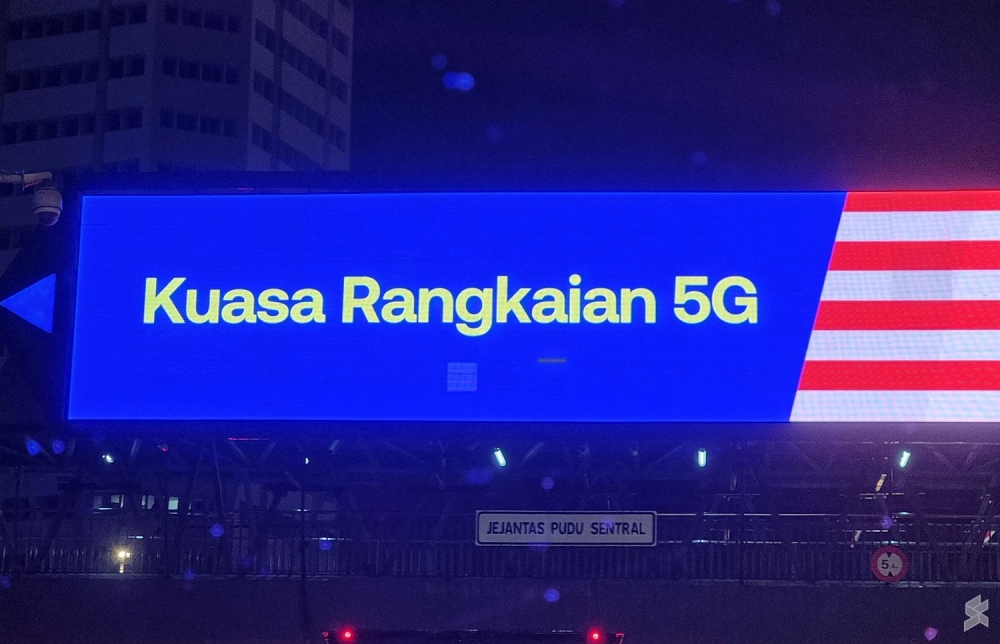 Kuasa Rangkaian 5G
JEJANTAS PUDU SENTRAL